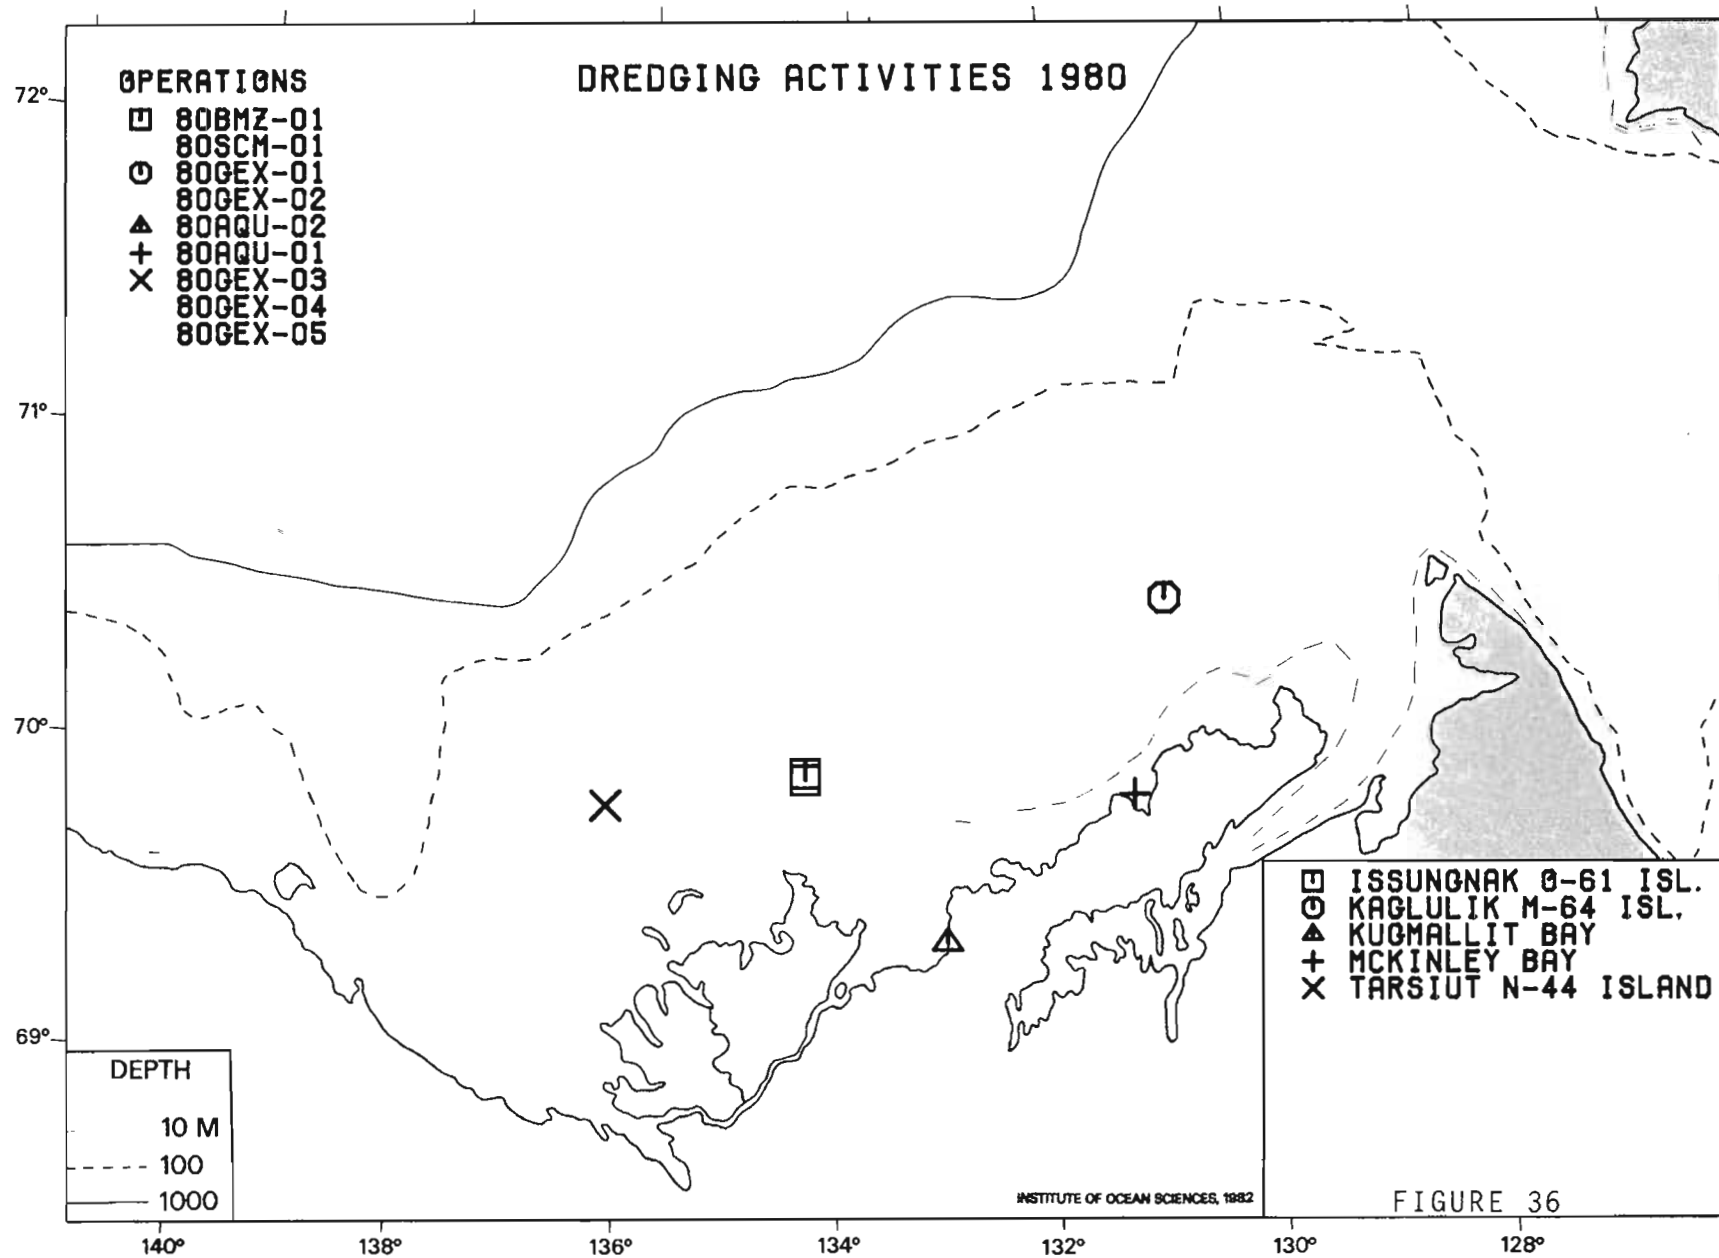 DREDGING ACTIVITIES 1980
OPERATIONS
80BMZ-01
80SCM-01
80GEX-01
80GEX-02
80AQU-02
80AQU-01
80GEX-03
80GEX-04
80GEX-05
72°
71°
70°
69°
ISSUNGNAK O-61 ISL.
KAGLULIK M-64 ISL.
KUGMALLIT BAY
MCKINLEY BAY
TARSIUT N-44 ISLAND
DEPTH
10 M
100
1000
INSTITUTE OF OCEAN SCIENCES, 1982
FIGURE 36
140° 138° 136° 134° 132° 130° 128°